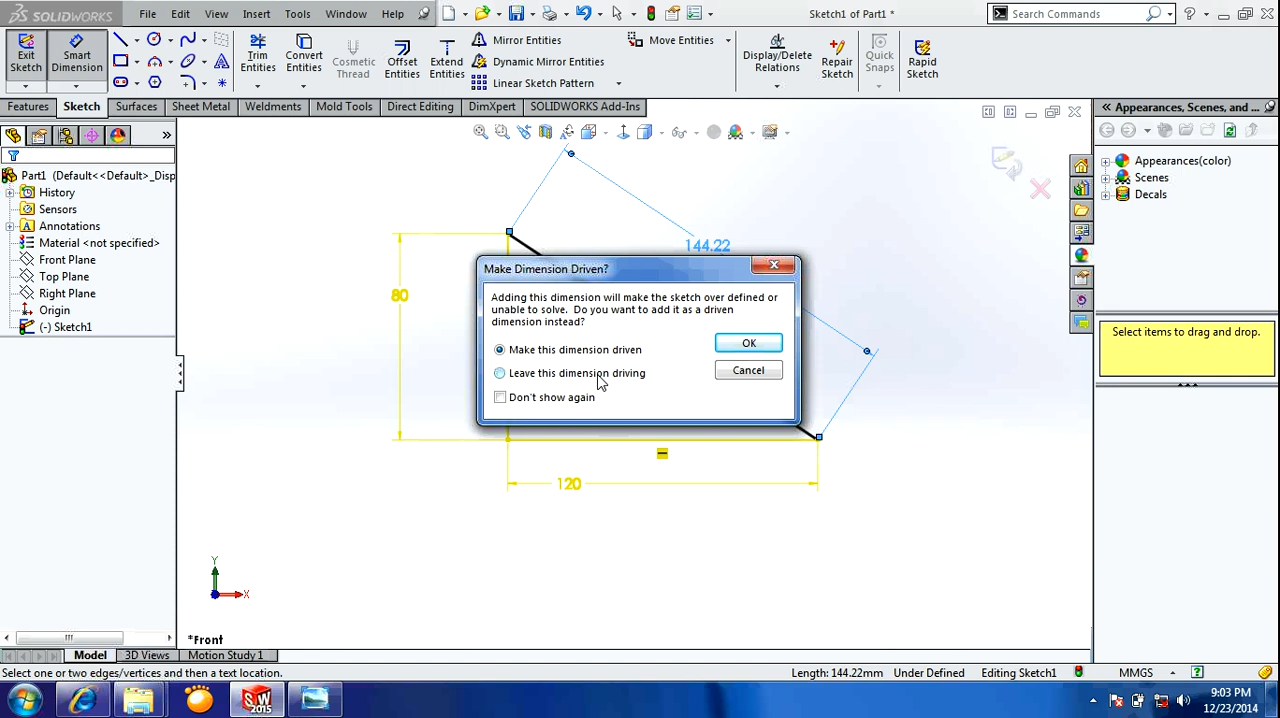 SOLIDWORKS File Edit View Insert Tools Window Help Sketch1 of Part1 * Search Commands
Exit Sketch
Smart Dimension
Trim Entities
Convert Entities
Cosmetic Thread
Offset Entities
Extend Entities
Mirror Entities
Dynamic Mirror Entities
Linear Sketch Pattern
Move Entities
Display/Delete Relations
Repair Sketch
Quick Snaps
Rapid Sketch
Features Sketch Surfaces Sheet Metal Weldments Mold Tools Direct Editing DimXpert SOLIDWORKS Add-Ins
Part1 (Default<<Default>_Disp
History
Sensors
Annotations
Material <not specified>
Front Plane
Top Plane
Right Plane
Origin
(-) Sketch1
144.22
80
120
Make Dimension Driven?
Adding this dimension will make the sketch over defined or
unable to solve. Do you want to add it as a driven
dimension instead?
Make this dimension driven
Leave this dimension driving
Don't show again
OK
Cancel
Y
X
*Front
Appearances, Scenes, and ...
Appearances(color)
Scenes
Decals
Select items to drag and drop.
Model 3D Views Motion Study 1
Select one or two edges/vertices and then a text location. Length: 144.22mm Under Defined Editing Sketch1 MMGS
SW 2015
9:03 PM
12/23/2014